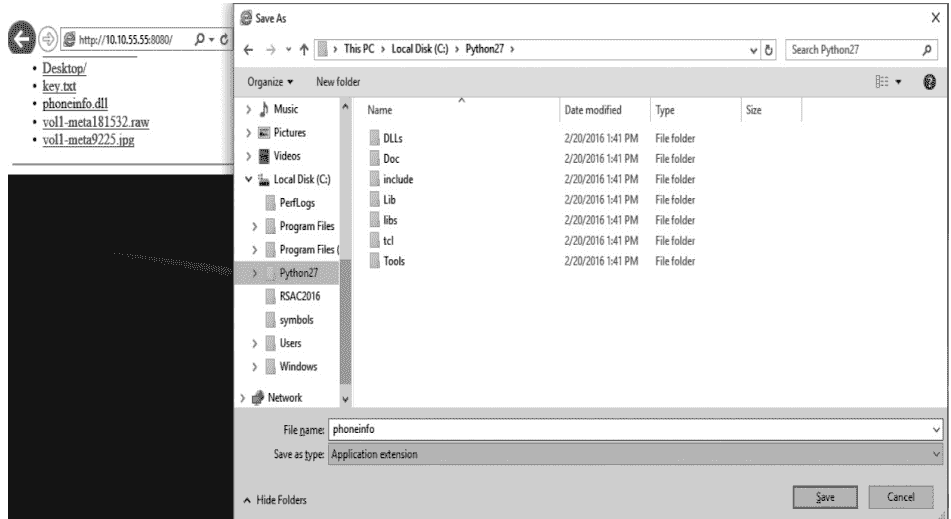 http://10.10.55.55:8080/
Desktop/
key.txt
phoneinfo.dll
vol1-meta181532.raw
vol1-meta9225.jpg
Save As
This PC > Local Disk (C:) > Python27 >
Search Python27
Organize
New folder
Music
Pictures
Videos
Local Disk (C:)
PerfLogs
Program Files
Program Files (
Python27
RSAC2016
symbols
Users
Windows
Network
Name Date modified Type Size
DLLs 2/20/2016 1:41 PM File folder
Doc 2/20/2016 1:41 PM File folder
include 2/20/2016 1:41 PM File folder
Lib 2/20/2016 1:41 PM File folder
libs 2/20/2016 1:41 PM File folder
tcl 2/20/2016 1:41 PM File folder
Tools 2/20/2016 1:41 PM File folder
File name: phoneinfo
Save as type: Application extension
Hide Folders
Save
Cancel